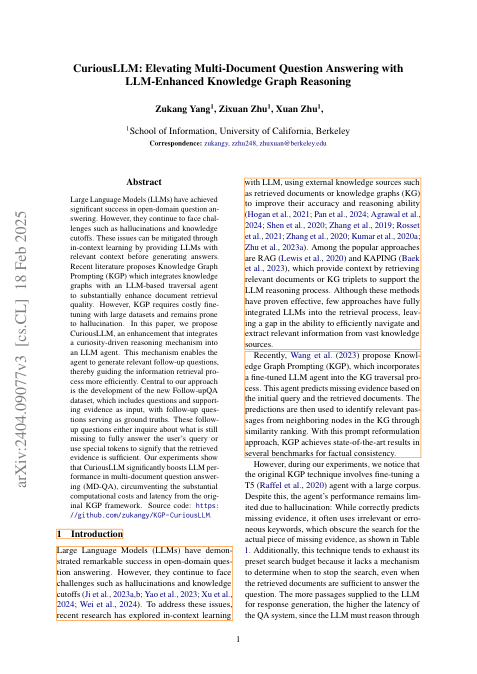 CuriousLLM: Elevating Multi-Document Question Answering with
LLM-Enhanced Knowledge Graph Reasoning
Zukang Yang¹, Zixuan Zhu¹, Xuan Zhu¹,
¹School of Information, University of California, Berkeley
Correspondence: zukangy, zzhu248, zhuxuan@berkeley.edu
arXiv:2404.09077v3 [cs.CL] 18 Feb 2025
Abstract
Large Language Models (LLMs) have achieved
significant success in open-domain question an-
swering. However, they continue to face chal-
lenges such as hallucinations and knowledge
cutoffs. These issues can be mitigated through
in-context learning by providing LLMs with
relevant context before generating answers.
Recent literature proposes Knowledge Graph
Prompting (KGP) which integrates knowledge
graphs with an LLM-based traversal agent
to substantially enhance document retrieval
quality. However, KGP requires costly fine-
tuning with large datasets and remains prone
to hallucination. In this paper, we propose
CuriousLLM, an enhancement that integrates
a curiosity-driven reasoning mechanism into
an LLM agent. This mechanism enables the
agent to generate relevant follow-up questions,
thereby guiding the information retrieval pro-
cess more efficiently. Central to our approach
is the development of the new Follow-upQA
dataset, which includes questions and support-
ing evidence as input, with follow-up ques-
tions serving as ground truths. These follow-
up questions either inquire about what is still
missing to fully answer the user's query or
use special tokens to signify that the retrieved
evidence is sufficient. Our experiments show
that CuriousLLM significantly boosts LLM per-
formance in multi-document question answer-
ing (MD-QA), circumventing the substantial
computational costs and latency from the orig-
inal KGP framework. Source code: https:
//github.com/zukangy/KGP-CuriousLLM.
1 Introduction
Large Language Models (LLMs) have demon-
strated remarkable success in open-domain ques-
tion answering. However, they continue to face
challenges such as hallucinations and knowledge
cutoffs (Ji et al., 2023a,b; Yao et al., 2023; Xu et al.,
2024; Wei et al., 2024). To address these issues,
recent research has explored in-context learning
with LLM, using external knowledge sources such
as retrieved documents or knowledge graphs (KG)
to improve their accuracy and reasoning ability
(Hogan et al., 2021; Pan et al., 2024; Agrawal et al.,
2024; Shen et al., 2020; Zhang et al., 2019; Rosset
et al., 2021; Zhang et al., 2020; Kumar et al., 2020a;
Zhu et al., 2023a). Among the popular approaches
are RAG (Lewis et al., 2020) and KAPING (Baek
et al., 2023), which provide context by retrieving
relevant documents or KG triplets to support the
LLM reasoning process. Although these methods
have proven effective, few approaches have fully
integrated LLMs into the retrieval process, leav-
ing a gap in the ability to efficiently navigate and
extract relevant information from vast knowledge
sources.
Recently, Wang et al. (2023) propose Knowl-
edge Graph Prompting (KGP), which incorporates
a fine-tuned LLM agent into the KG traversal pro-
cess. This agent predicts missing evidence based on
the initial query and the retrieved documents. The
predictions are then used to identify relevant pas-
sages from neighboring nodes in the KG through
similarity ranking. With this prompt reformulation
approach, KGP achieves state-of-the-art results in
several benchmarks for factual consistency.
However, during our experiments, we notice that
the original KGP technique involves fine-tuning a
T5 (Raffel et al., 2020) agent with a large corpus.
Despite this, the agent's performance remains lim-
ited due to hallucination: While correctly predicts
missing evidence, it often uses irrelevant or erro-
neous keywords, which obscure the search for the
actual piece of missing evidence, as shown in Table
1. Additionally, this technique tends to exhaust its
preset search budget because it lacks a mechanism
to determine when to stop the search, even when
the retrieved documents are sufficient to answer the
question. The more passages supplied to the LLM
for response generation, the higher the latency of
the QA system, since the LLM must reason through
1